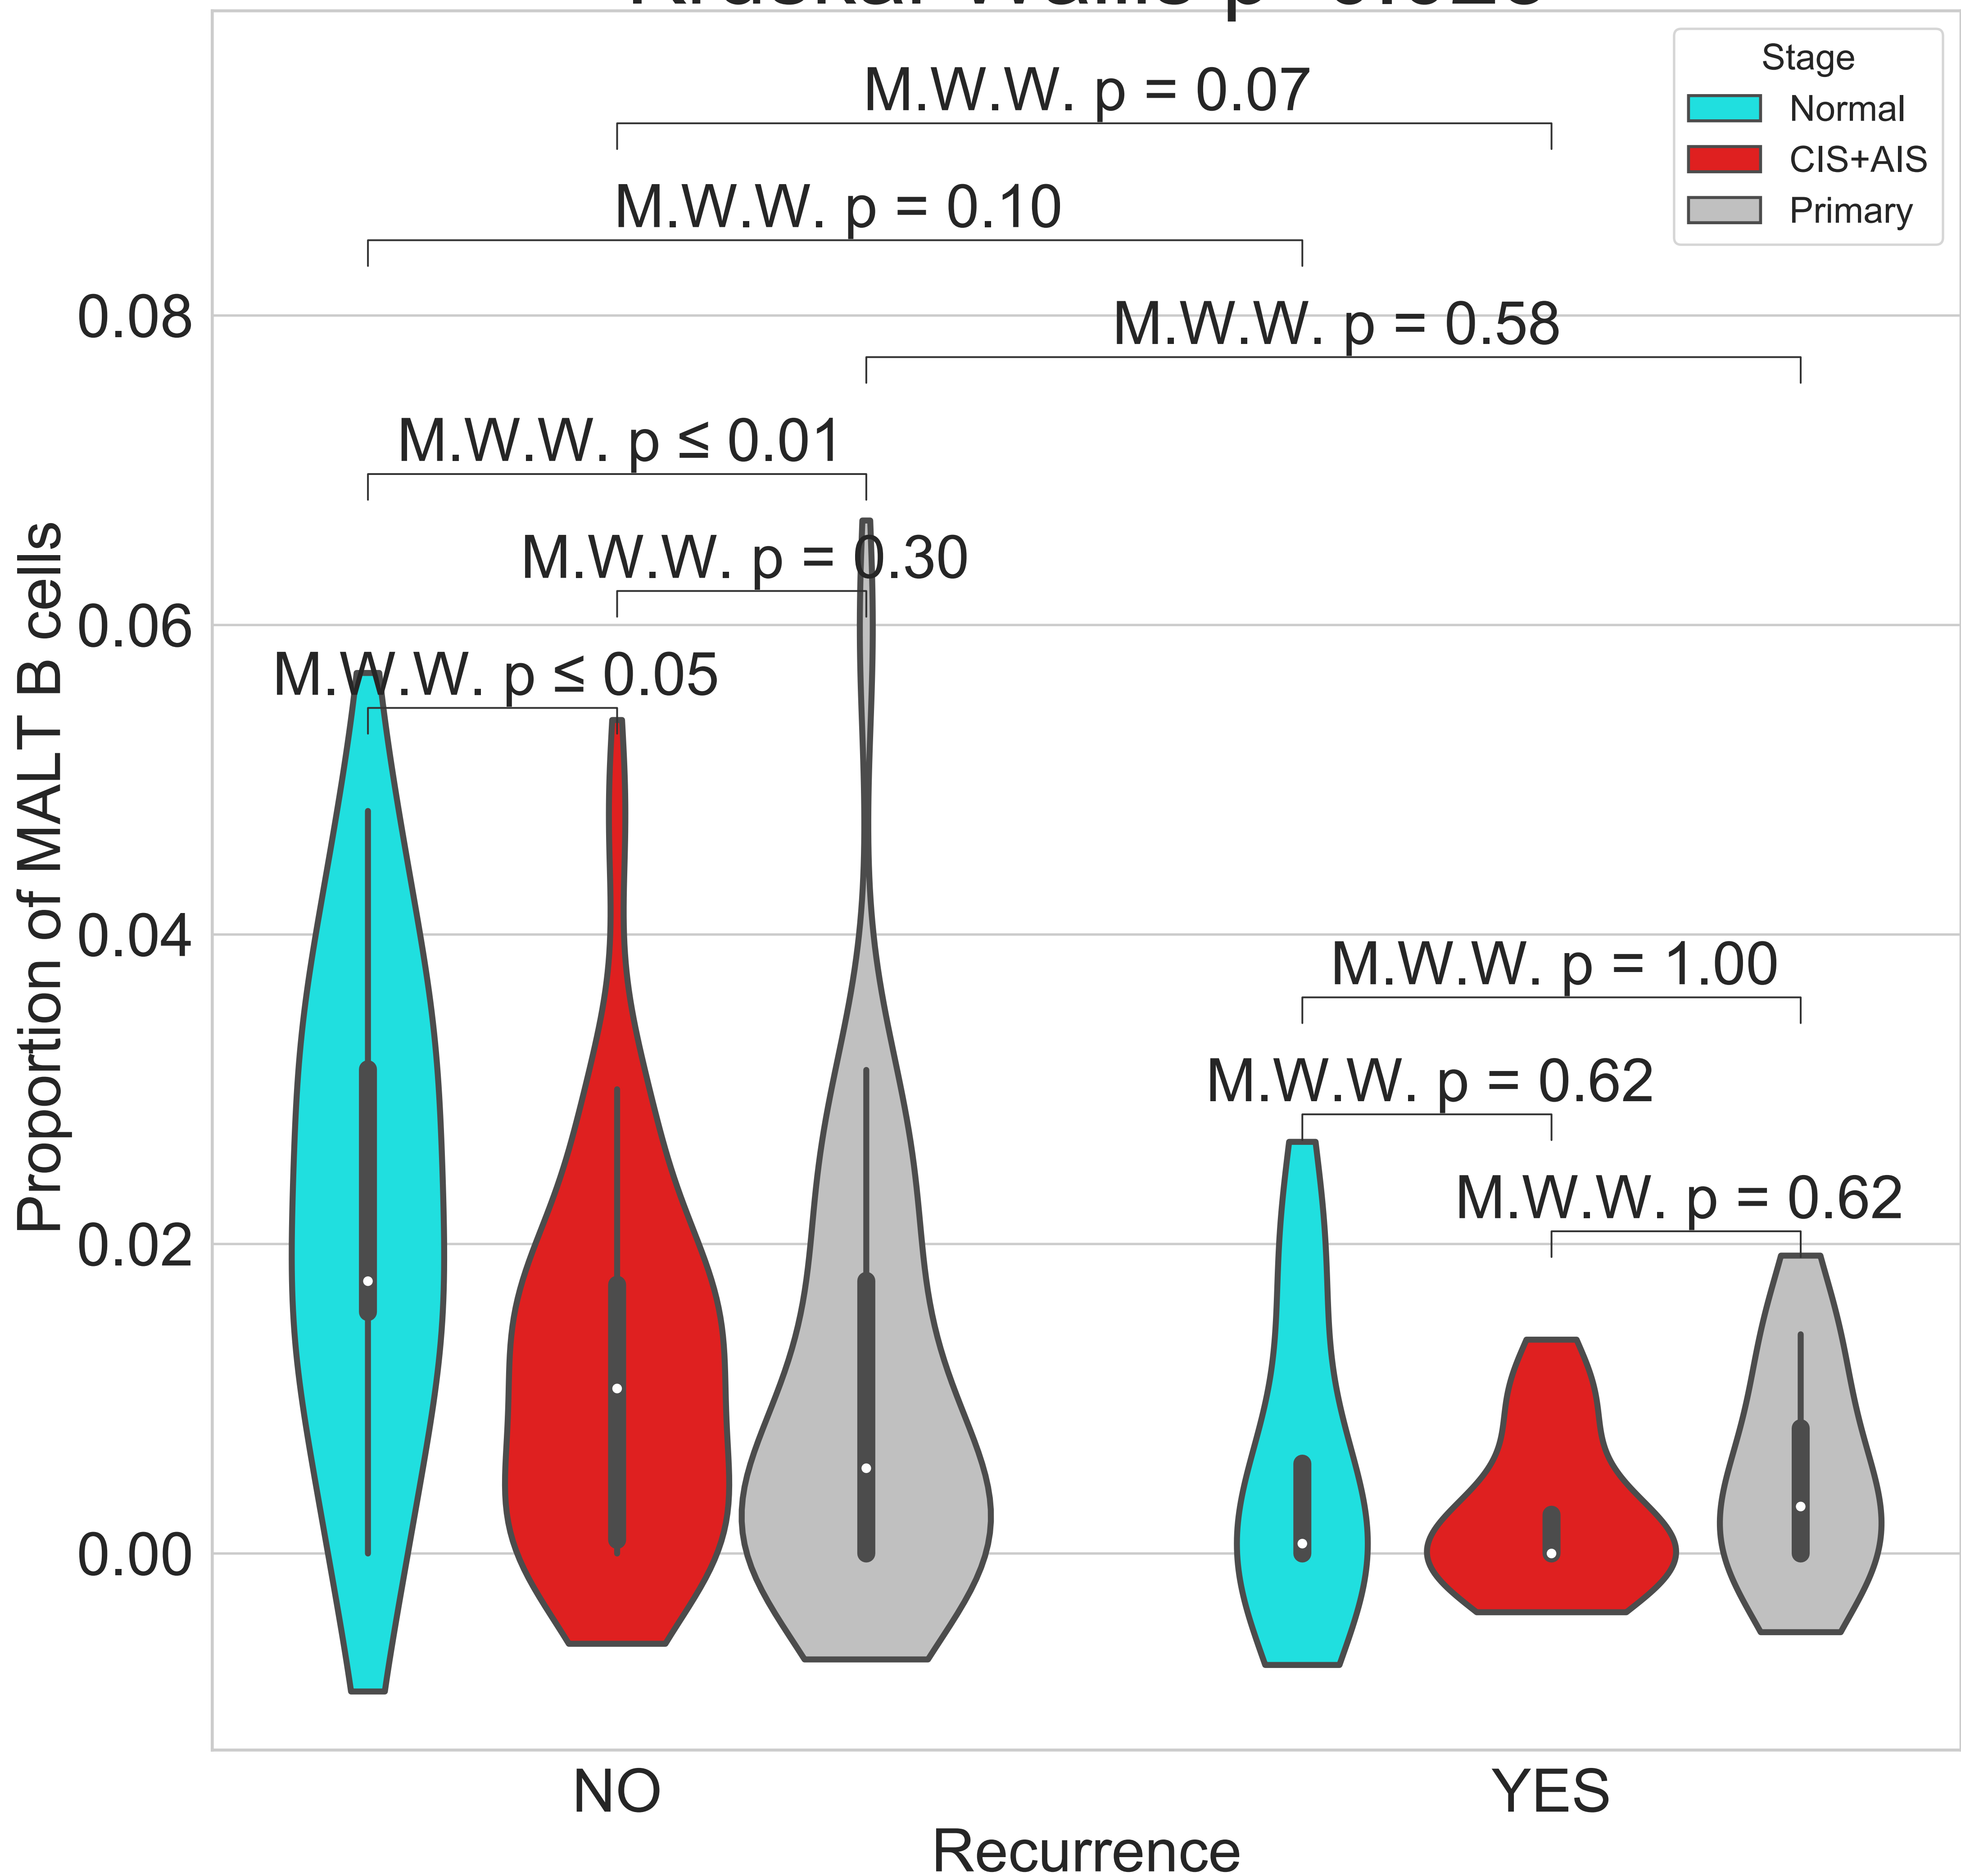 Stage
Normal
CIS+AIS
Primary
M.W.W. p = 0.07
M.W.W. p = 0.10
M.W.W. p = 0.58
M.W.W. p ≤ 0.01
M.W.W. p = 0.30
M.W.W. p ≤ 0.05
M.W.W. p = 1.00
M.W.W. p = 0.62
M.W.W. p = 0.62
Proportion of MALT B cells
0.08
0.06
0.04
0.02
0.00
NO
YES
Recurrence